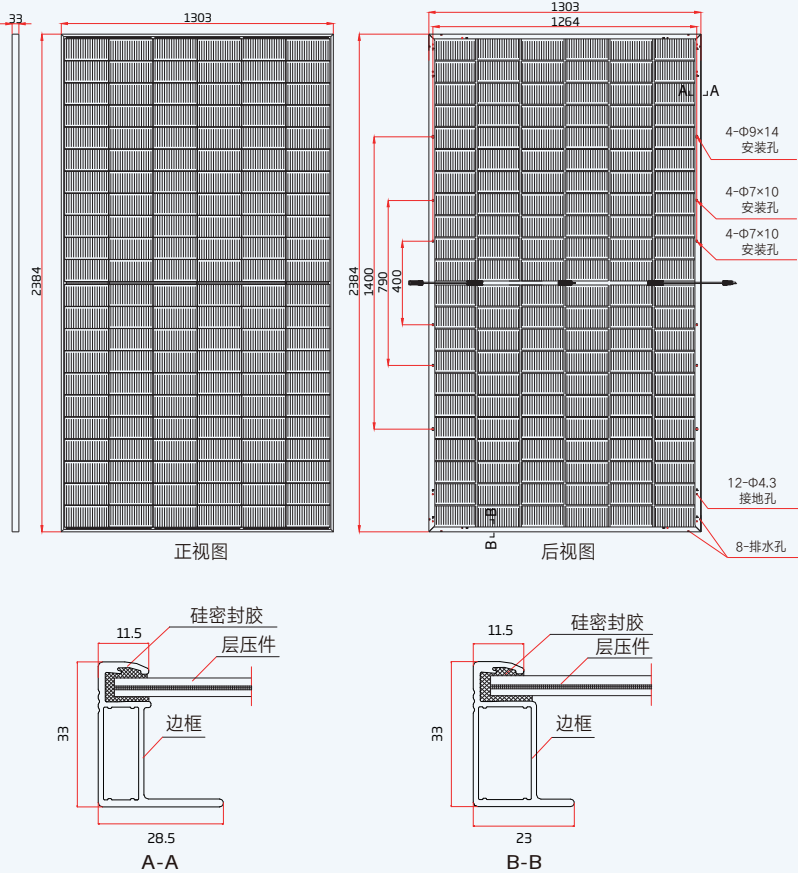 33
1303
2384
正视图
1303
1264
2384
1400
790
400
A
A
4-Φ9×14
安装孔
4-Φ7×10
安装孔
4-Φ7×10
安装孔
12-Φ4.3
接地孔
8-排水孔
B
B
后视图
11.5
硅密封胶
层压件
边框
33
28.5
A-A
11.5
硅密封胶
层压件
边框
33
23
B-B